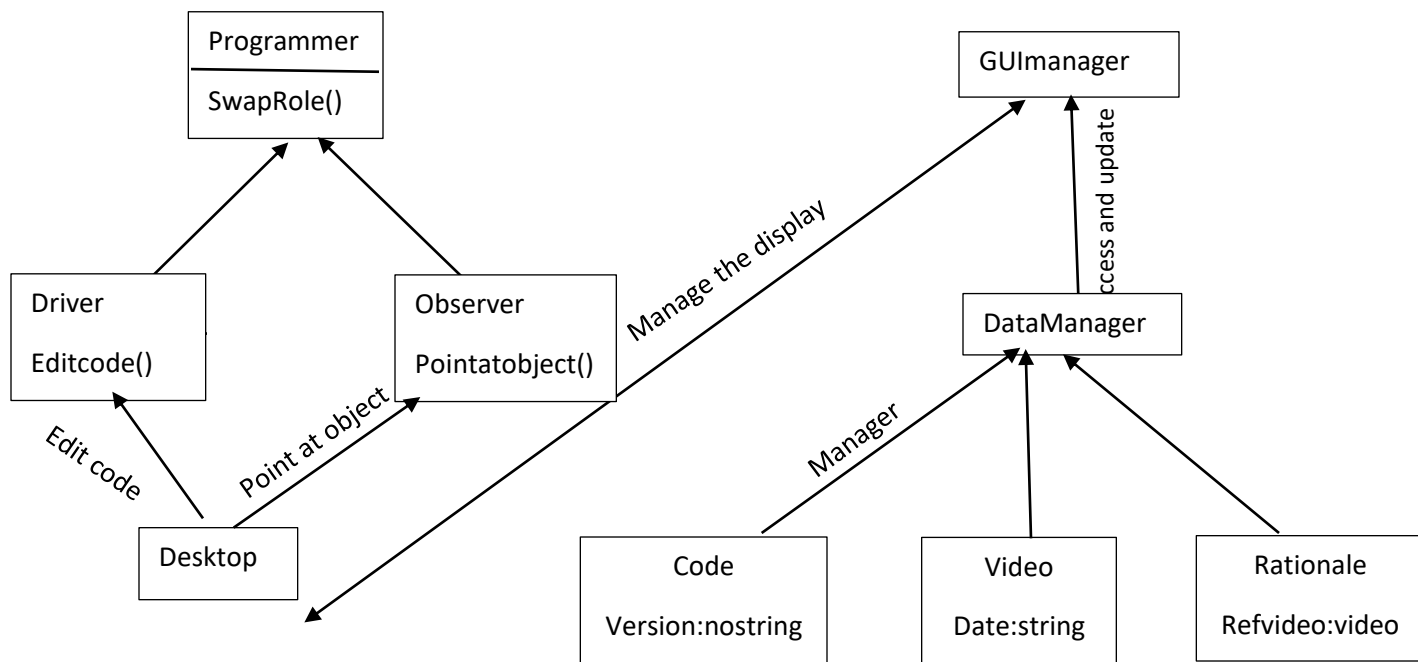 Programmer
SwapRole()
GUImanager
ccess and update
Manage the display
Driver
Editcode()
Observer
Pointatobject()
DataManager
Edit code
Point at object
Manager
Desktop
Code
Version:nostring
Video
Date:string
Rationale
Refvideo:video